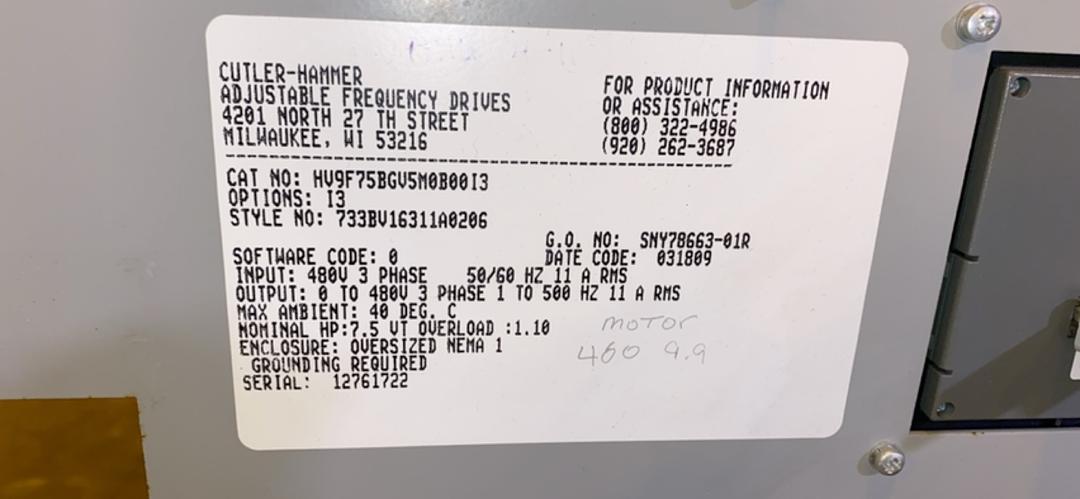 CUTLER-HAMMER
ADJUSTABLE FREQUENCY DRIVES
4201 NORTH 27 TH STREET
MILWAUKEE, WI 53216
FOR PRODUCT INFORMATION
OR ASSISTANCE:
(800) 322-4986
(920) 262-3687
CAT NO: HV9F75BGV5M0B00I3
OPTIONS: I3
STYLE NO: 733BV16311A0206
G.O. NO: SNY78663-01R
SOFTWARE CODE: 0 DATE CODE: 031809
INPUT: 480V 3 PHASE 50/60 HZ 11 A RMS
OUTPUT: 0 TO 480V 3 PHASE 1 TO 500 HZ 11 A RMS
MAX AMBIENT: 40 DEG. C
NOMINAL HP:7.5 VT OVERLOAD :1.10
ENCLOSURE: OVERSIZED NEMA 1
GROUNDING REQUIRED
SERIAL: 12761722
MOTOR
460 9.9